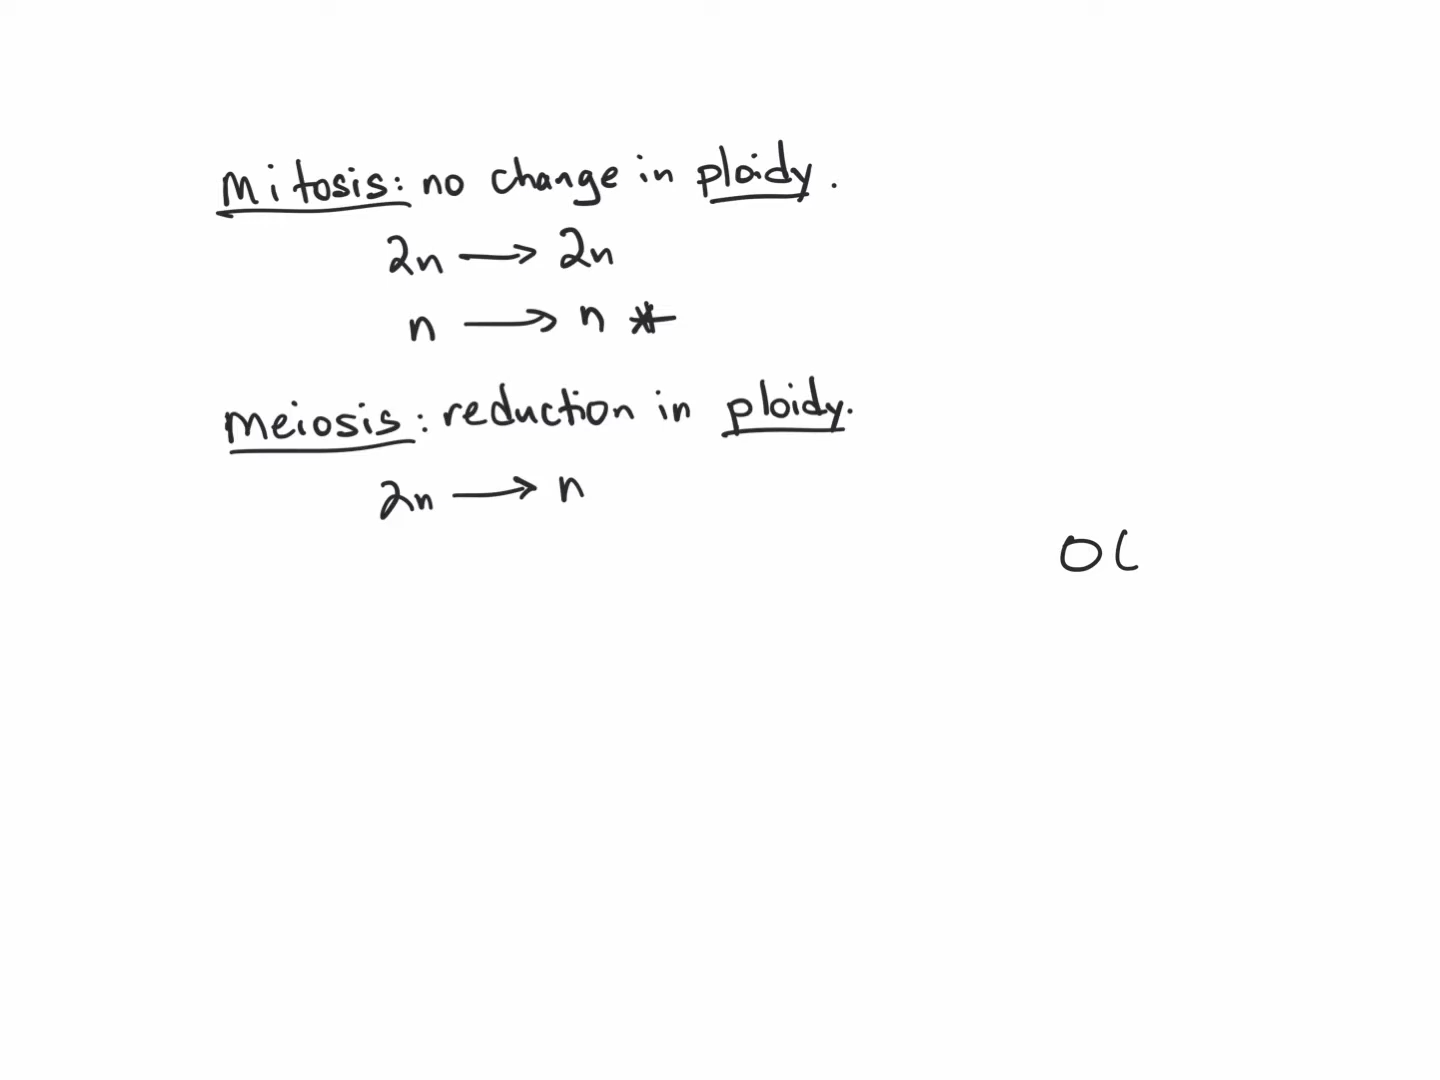 Mitosis: no change in ploidy.
2n → 2n
n → n *
Meiosis: reduction in ploidy.
2n → n